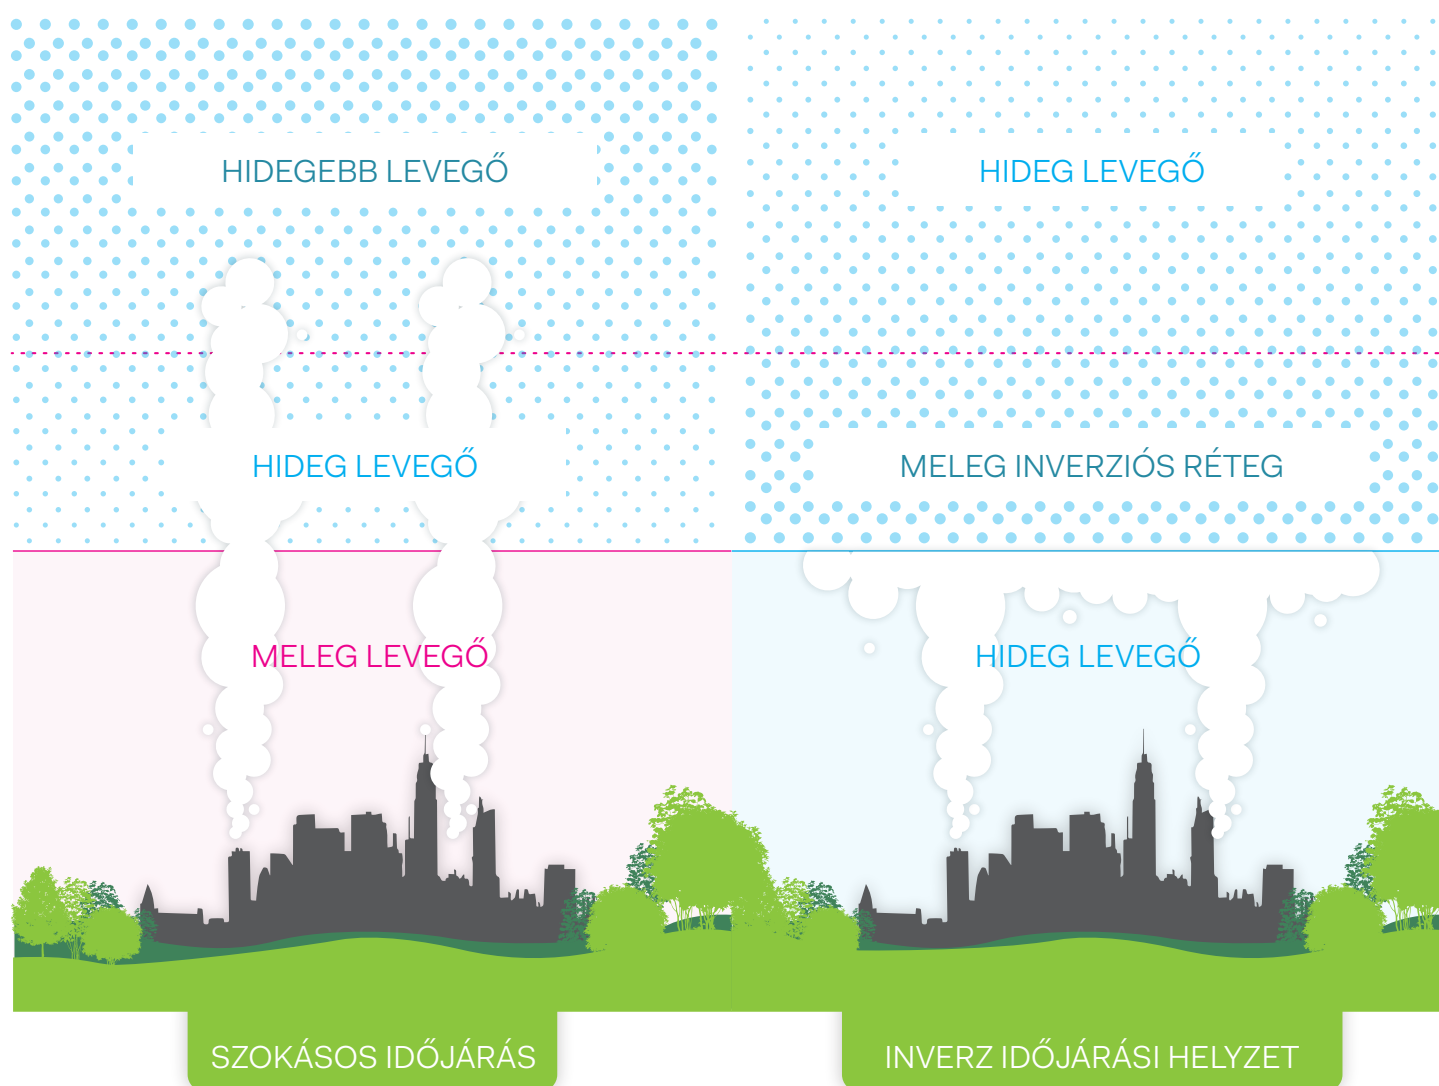 HIDEGEBB LEVEGŐ
HIDEG LEVEGŐ
MELEG LEVEGŐ
SZOKÁSOS IDŐJÁRÁS
HIDEG LEVEGŐ
MELEG INVERZIÓS RÉTEG
HIDEG LEVEGŐ
INVERZ IDŐJÁRÁSI HELYZET